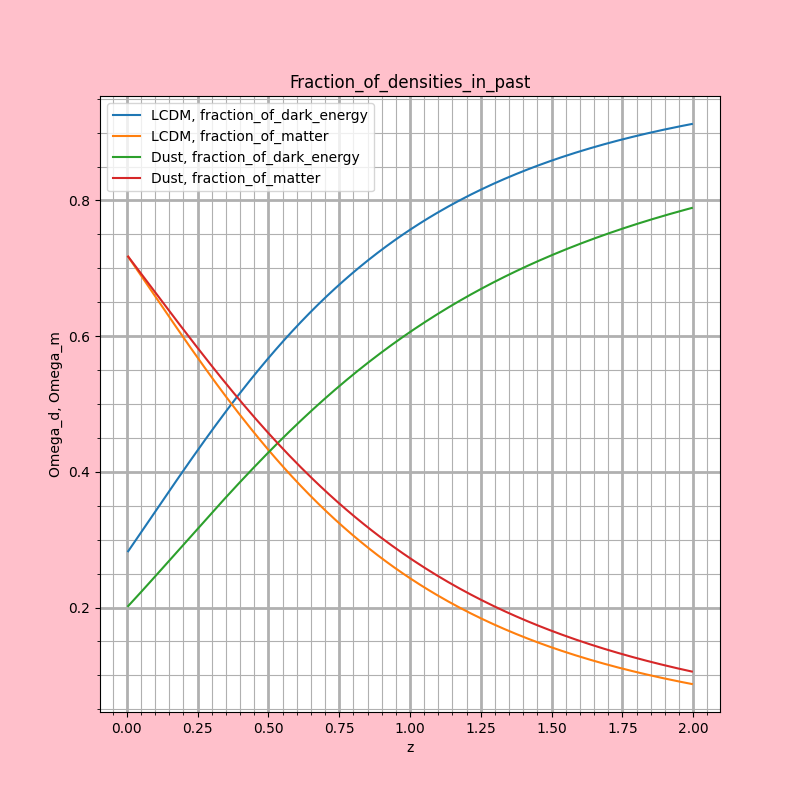 Fraction_of_densities_in_past
LCDM, fraction_of_dark_energy
LCDM, fraction_of_matter
Dust, fraction_of_dark_energy
Dust, fraction_of_matter
Omega_d, Omega_m
0.8
0.6
0.4
0.2
0.00 0.25 0.50 0.75 1.00 1.25 1.50 1.75 2.00
z